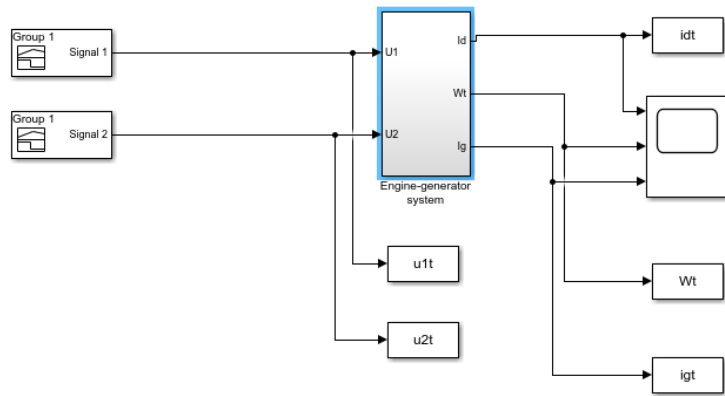 Group 1
Signal 1
Group 1
Signal 2
U1
U2
Id
Wt
Ig
Engine-generator
system
idt
u1t
u2t
Wt
igt